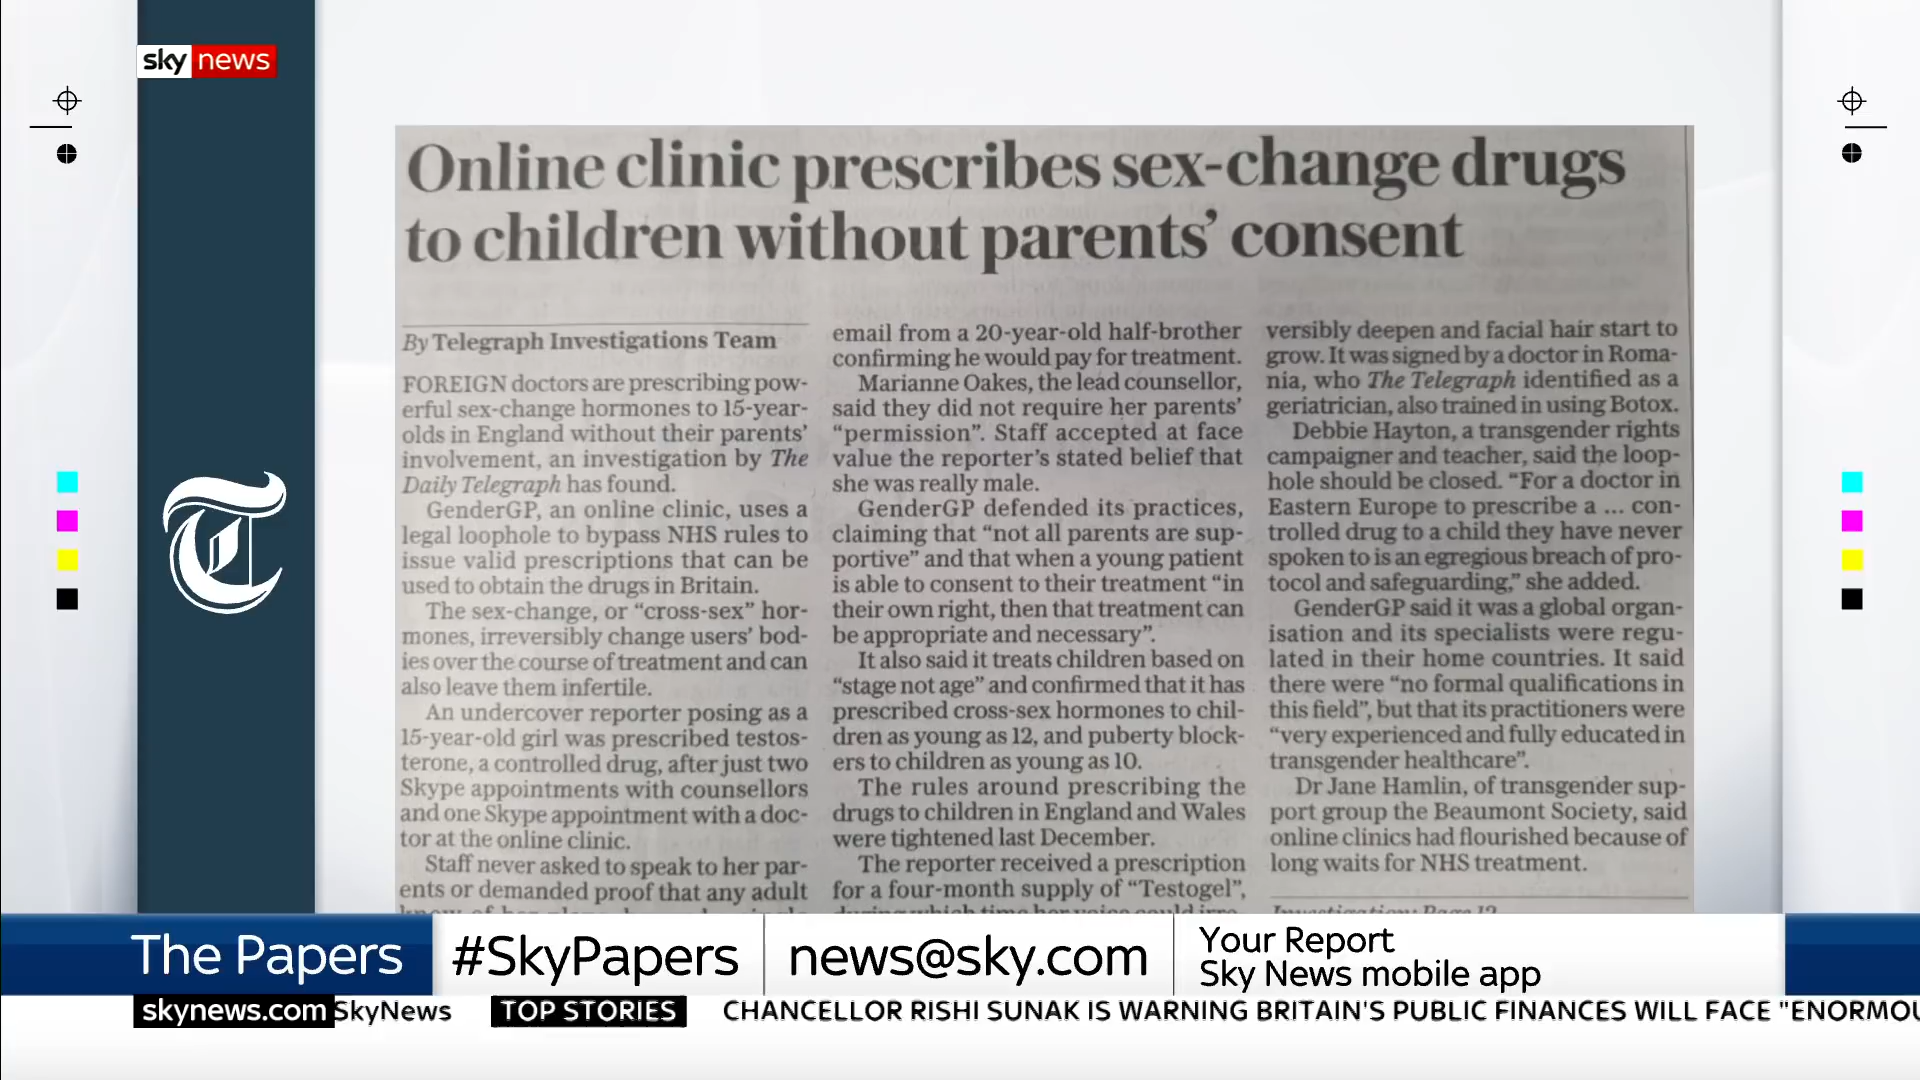 sky news
Online clinic prescribes sex-change drugs
to children without parents' consent
By Telegraph Investigations Team
FOREIGN doctors are prescribing pow-
erful sex-change hormones to 15-year-
olds in England without their parents'
involvement, an investigation by The
Daily Telegraph has found.
GenderGP, an online clinic, uses a
legal loophole to bypass NHS rules to
issue valid prescriptions that can be
used to obtain the drugs in Britain.
The sex-change, or “cross-sex” hor-
mones, irreversibly change users' bod-
ies over the course of treatment and can
also leave them infertile.
An undercover reporter posing as a
15-year-old girl was prescribed testos-
terone, a controlled drug, after just two
Skype appointments with counsellors
and one Skype appointment with a doc-
tor at the online clinic.
Staff never asked to speak to her par-
ents or demanded proof that any adult
email from a 20-year-old half-brother
confirming he would pay for treatment.
Marianne Oakes, the lead counsellor,
said they did not require her parents'
“permission”. Staff accepted at face
value the reporter's stated belief that
she was really male.
GenderGP defended its practices,
claiming that “not all parents are sup-
portive” and that when a young patient
is able to consent to their treatment “in
their own right, then that treatment can
be appropriate and necessary”.
It also said it treats children based on
“stage not age” and confirmed that it has
prescribed cross-sex hormones to chil-
dren as young as 12, and puberty block-
ers to children as young as 10.
The rules around prescribing the
drugs to children in England and Wales
were tightened last December.
The reporter received a prescription
for a four-month supply of “Testogel”,
versibly deepen and facial hair start to
grow. It was signed by a doctor in Roma-
nia, who The Telegraph identified as a
geriatrician, also trained in using Botox.
Debbie Hayton, a transgender rights
campaigner and teacher, said the loop-
hole should be closed. “For a doctor in
Eastern Europe to prescribe a ... con-
trolled drug to a child they have never
spoken to is an egregious breach of pro-
tocol and safeguarding,” she added.
GenderGP said it was a global organ-
isation and its specialists were regu-
lated in their home countries. It said
there were “no formal qualifications in
this field”, but that its practitioners were
“very experienced and fully educated in
transgender healthcare”.
Dr Jane Hamlin, of transgender sup-
port group the Beaumont Society, said
online clinics had flourished because of
long waits for NHS treatment.
The Papers
#SkyPapers
news@sky.com
Your Report
Sky News mobile app
skynews.com
SkyNews
TOP STORIES
CHANCELLOR RISHI SUNAK IS WARNING BRITAIN'S PUBLIC FINANCES WILL FACE "ENORMOU